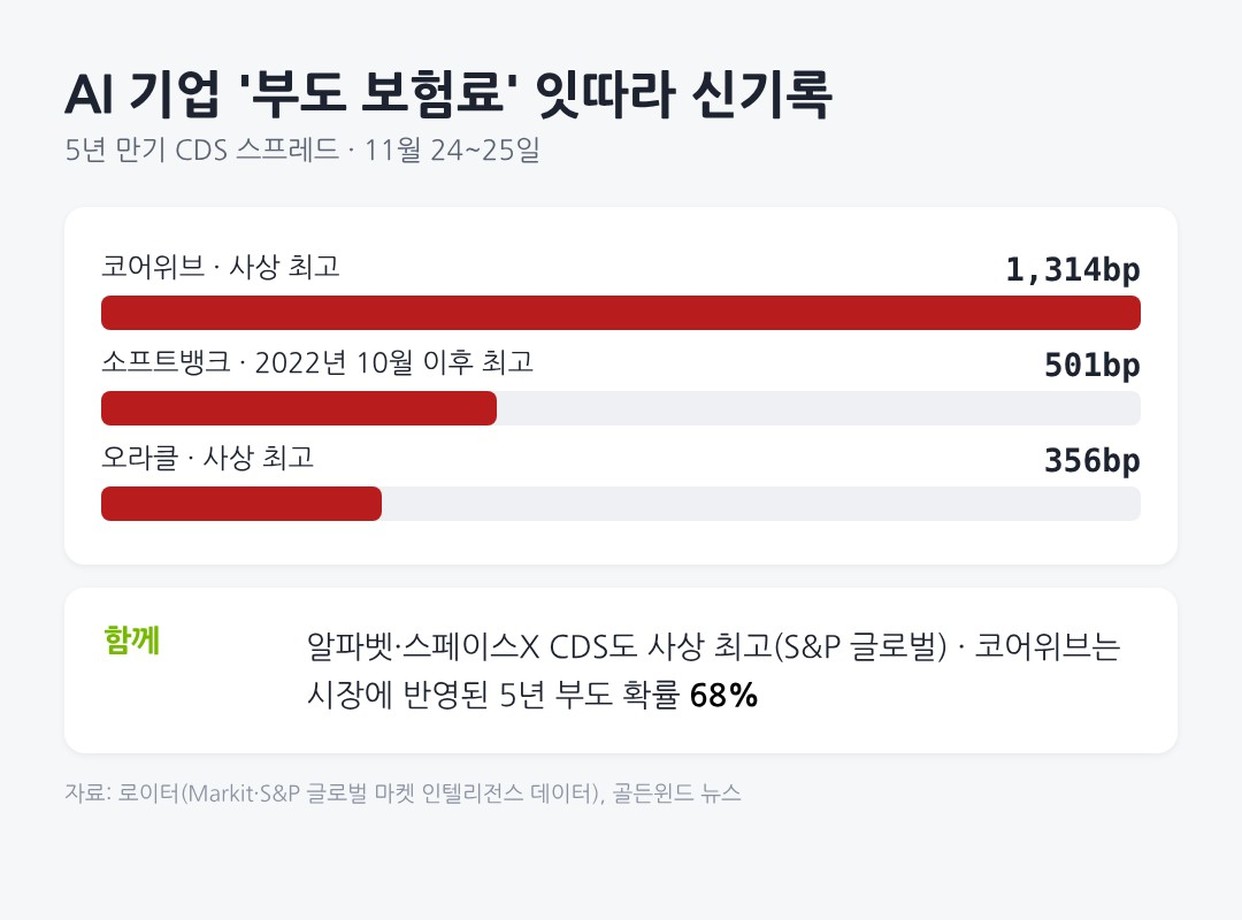 AI 기업 '부도 보험료' 잇따라 신기록
5년 만기 CDS 스프레드 · 11월 24~25일
코어위브 · 사상 최고 1,314bp
소프트뱅크 · 2022년 10월 이후 최고 501bp
오라클 · 사상 최고 356bp
함께 알파벳·스페이스X CDS도 사상 최고(S&P 글로벌) · 코어위브는
시장에 반영된 5년 부도 확률 68%
자료: 로이터(Markit·S&P 글로벌 마켓 인텔리전스 데이터), 골든윈드 뉴스